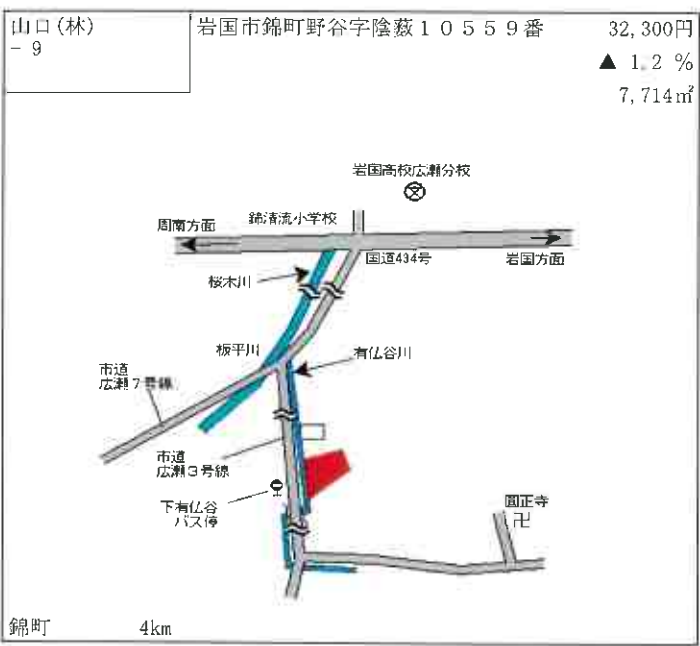 山口(林)
－９
岩国市錦町野谷字陰薮１０５５９番
32,300円
▲ 1.2 %
7,714㎡
岩国高校広瀬分校
錦清流小学校
周南方面
国道434号
岩国方面
桜木川
板平川
有仏谷川
市道
広瀬７号線
市道
広瀬３号線
下有仏谷
バス停
圓正寺
卍
錦町 4km